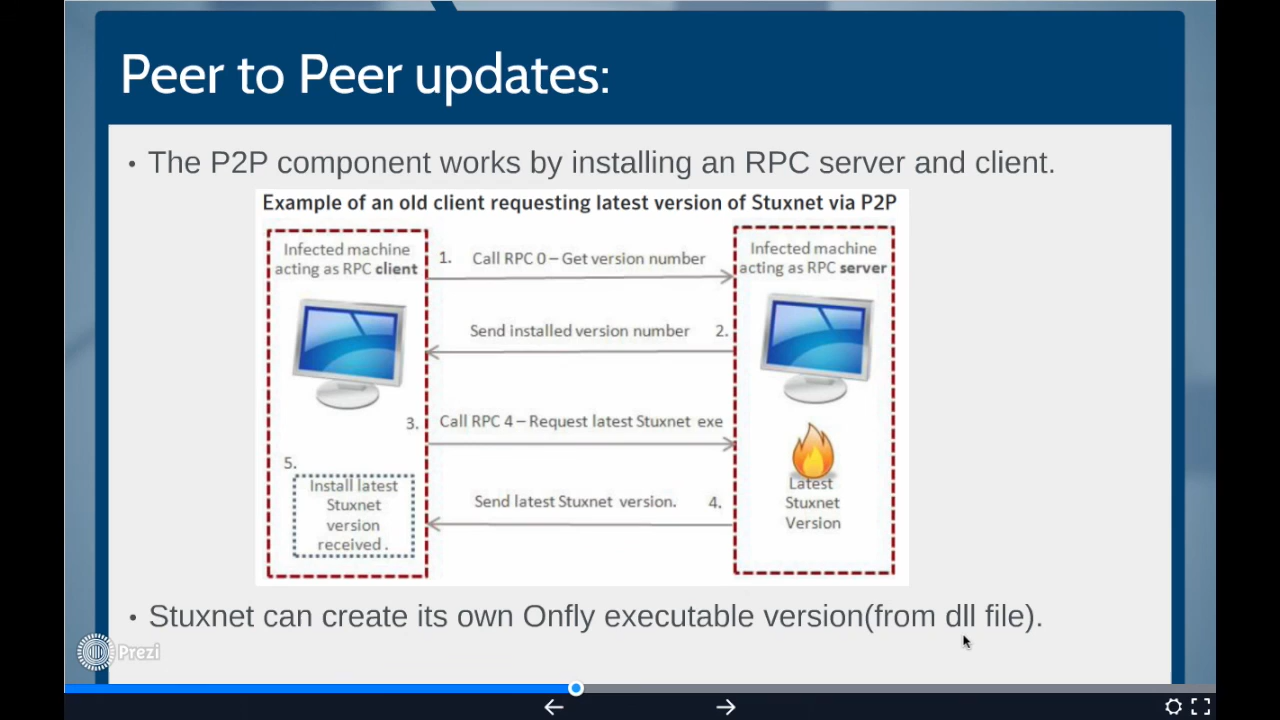 Peer to Peer updates:
• The P2P component works by installing an RPC server and client.
Example of an old client requesting latest version of Stuxnet via P2P
Infected machine
acting as RPC client
1. Call RPC 0 – Get version number
Infected machine
acting as RPC server
Send installed version number 2.
3. Call RPC 4 – Request latest Stuxnet exe
5.
Install latest
Stuxnet
version
received.
Send latest Stuxnet version. 4.
Latest
Stuxnet
Version
• Stuxnet can create its own Onfly executable version(from dll file).
Prezi